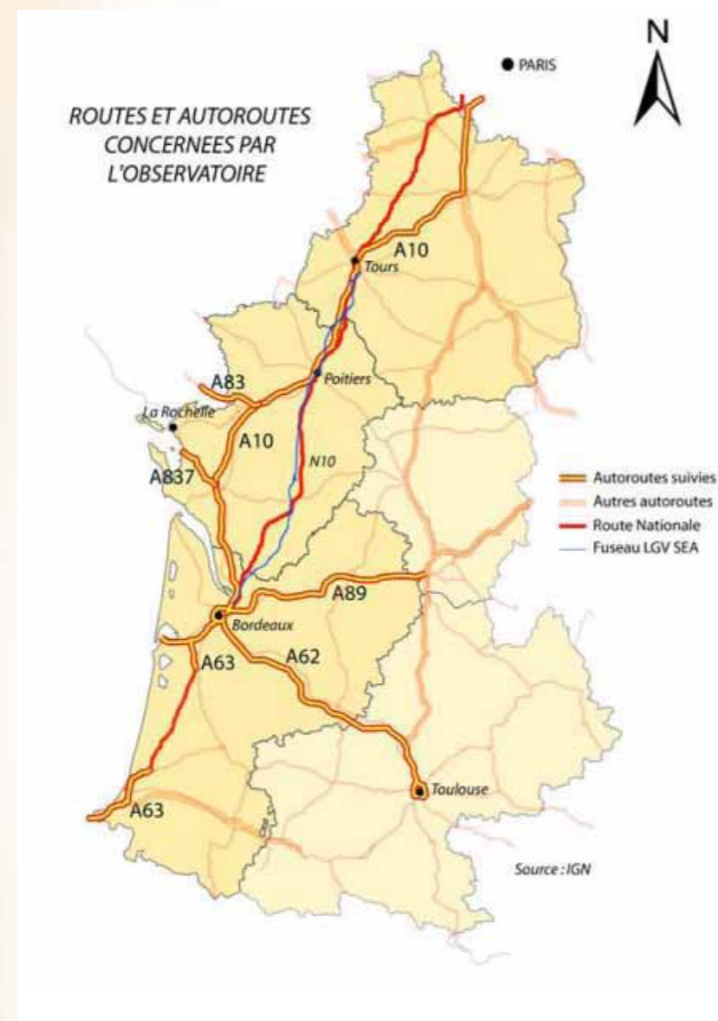 N
PARIS
ROUTES ET AUTOROUTES
CONCERNEES PAR
L'OBSERVATOIRE
A10
Tours
A83
Poitiers
La Rochelle
A10
N10
A837
Autoroutes suivies
Autres autoroutes
Route Nationale
Fuseau LGV SEA
A89
Bordeaux
A63
A62
Toulouse
A63
Source : IGN